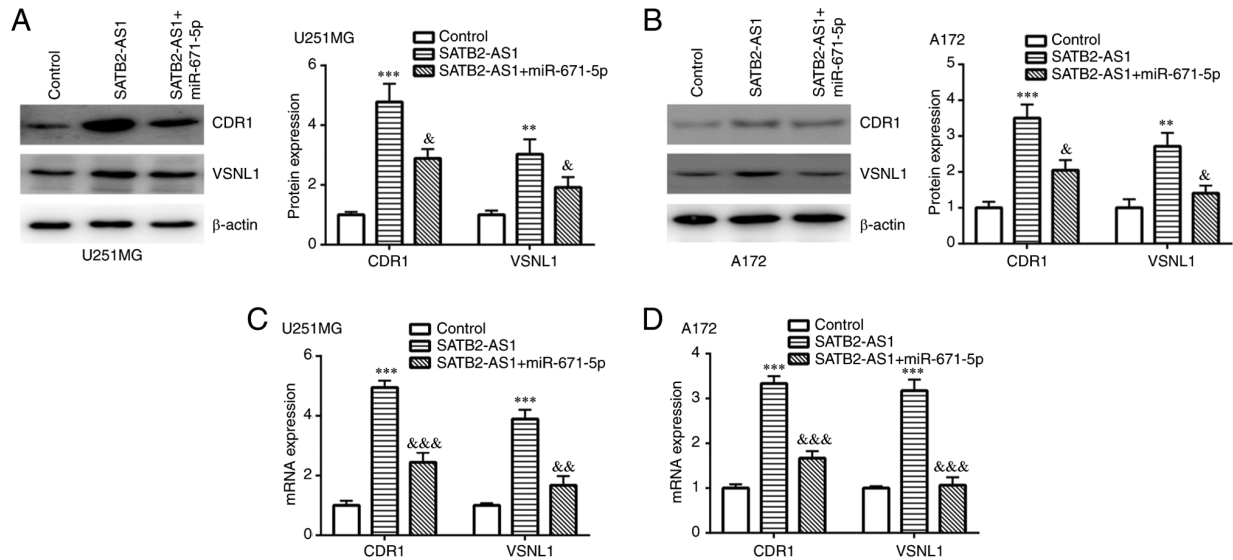 A
Control
SATB2-AS1
SATB2-AS1+
miR-671-5p
CDR1
VSNL1
β-actin
U251MG
U251MG
Control
SATB2-AS1
SATB2-AS1+miR-671-5p
Protein expression
8
6
4
2
0
***
&
**
&
CDR1
VSNL1
B
Control
SATB2-AS1
SATB2-AS1+
miR-671-5p
CDR1
VSNL1
β-actin
A172
A172
Control
SATB2-AS1
SATB2-AS1+miR-671-5p
Protein expression
5
4
3
2
1
0
***
&
**
&
CDR1
VSNL1
C
U251MG
Control
SATB2-AS1
SATB2-AS1+miR-671-5p
mRNA expression
6
4
2
0
***
&&&
***
&&
CDR1
VSNL1
D
A172
Control
SATB2-AS1
SATB2-AS1+miR-671-5p
mRNA expression
4
3
2
1
0
***
&&&
***
&&&
CDR1
VSNL1